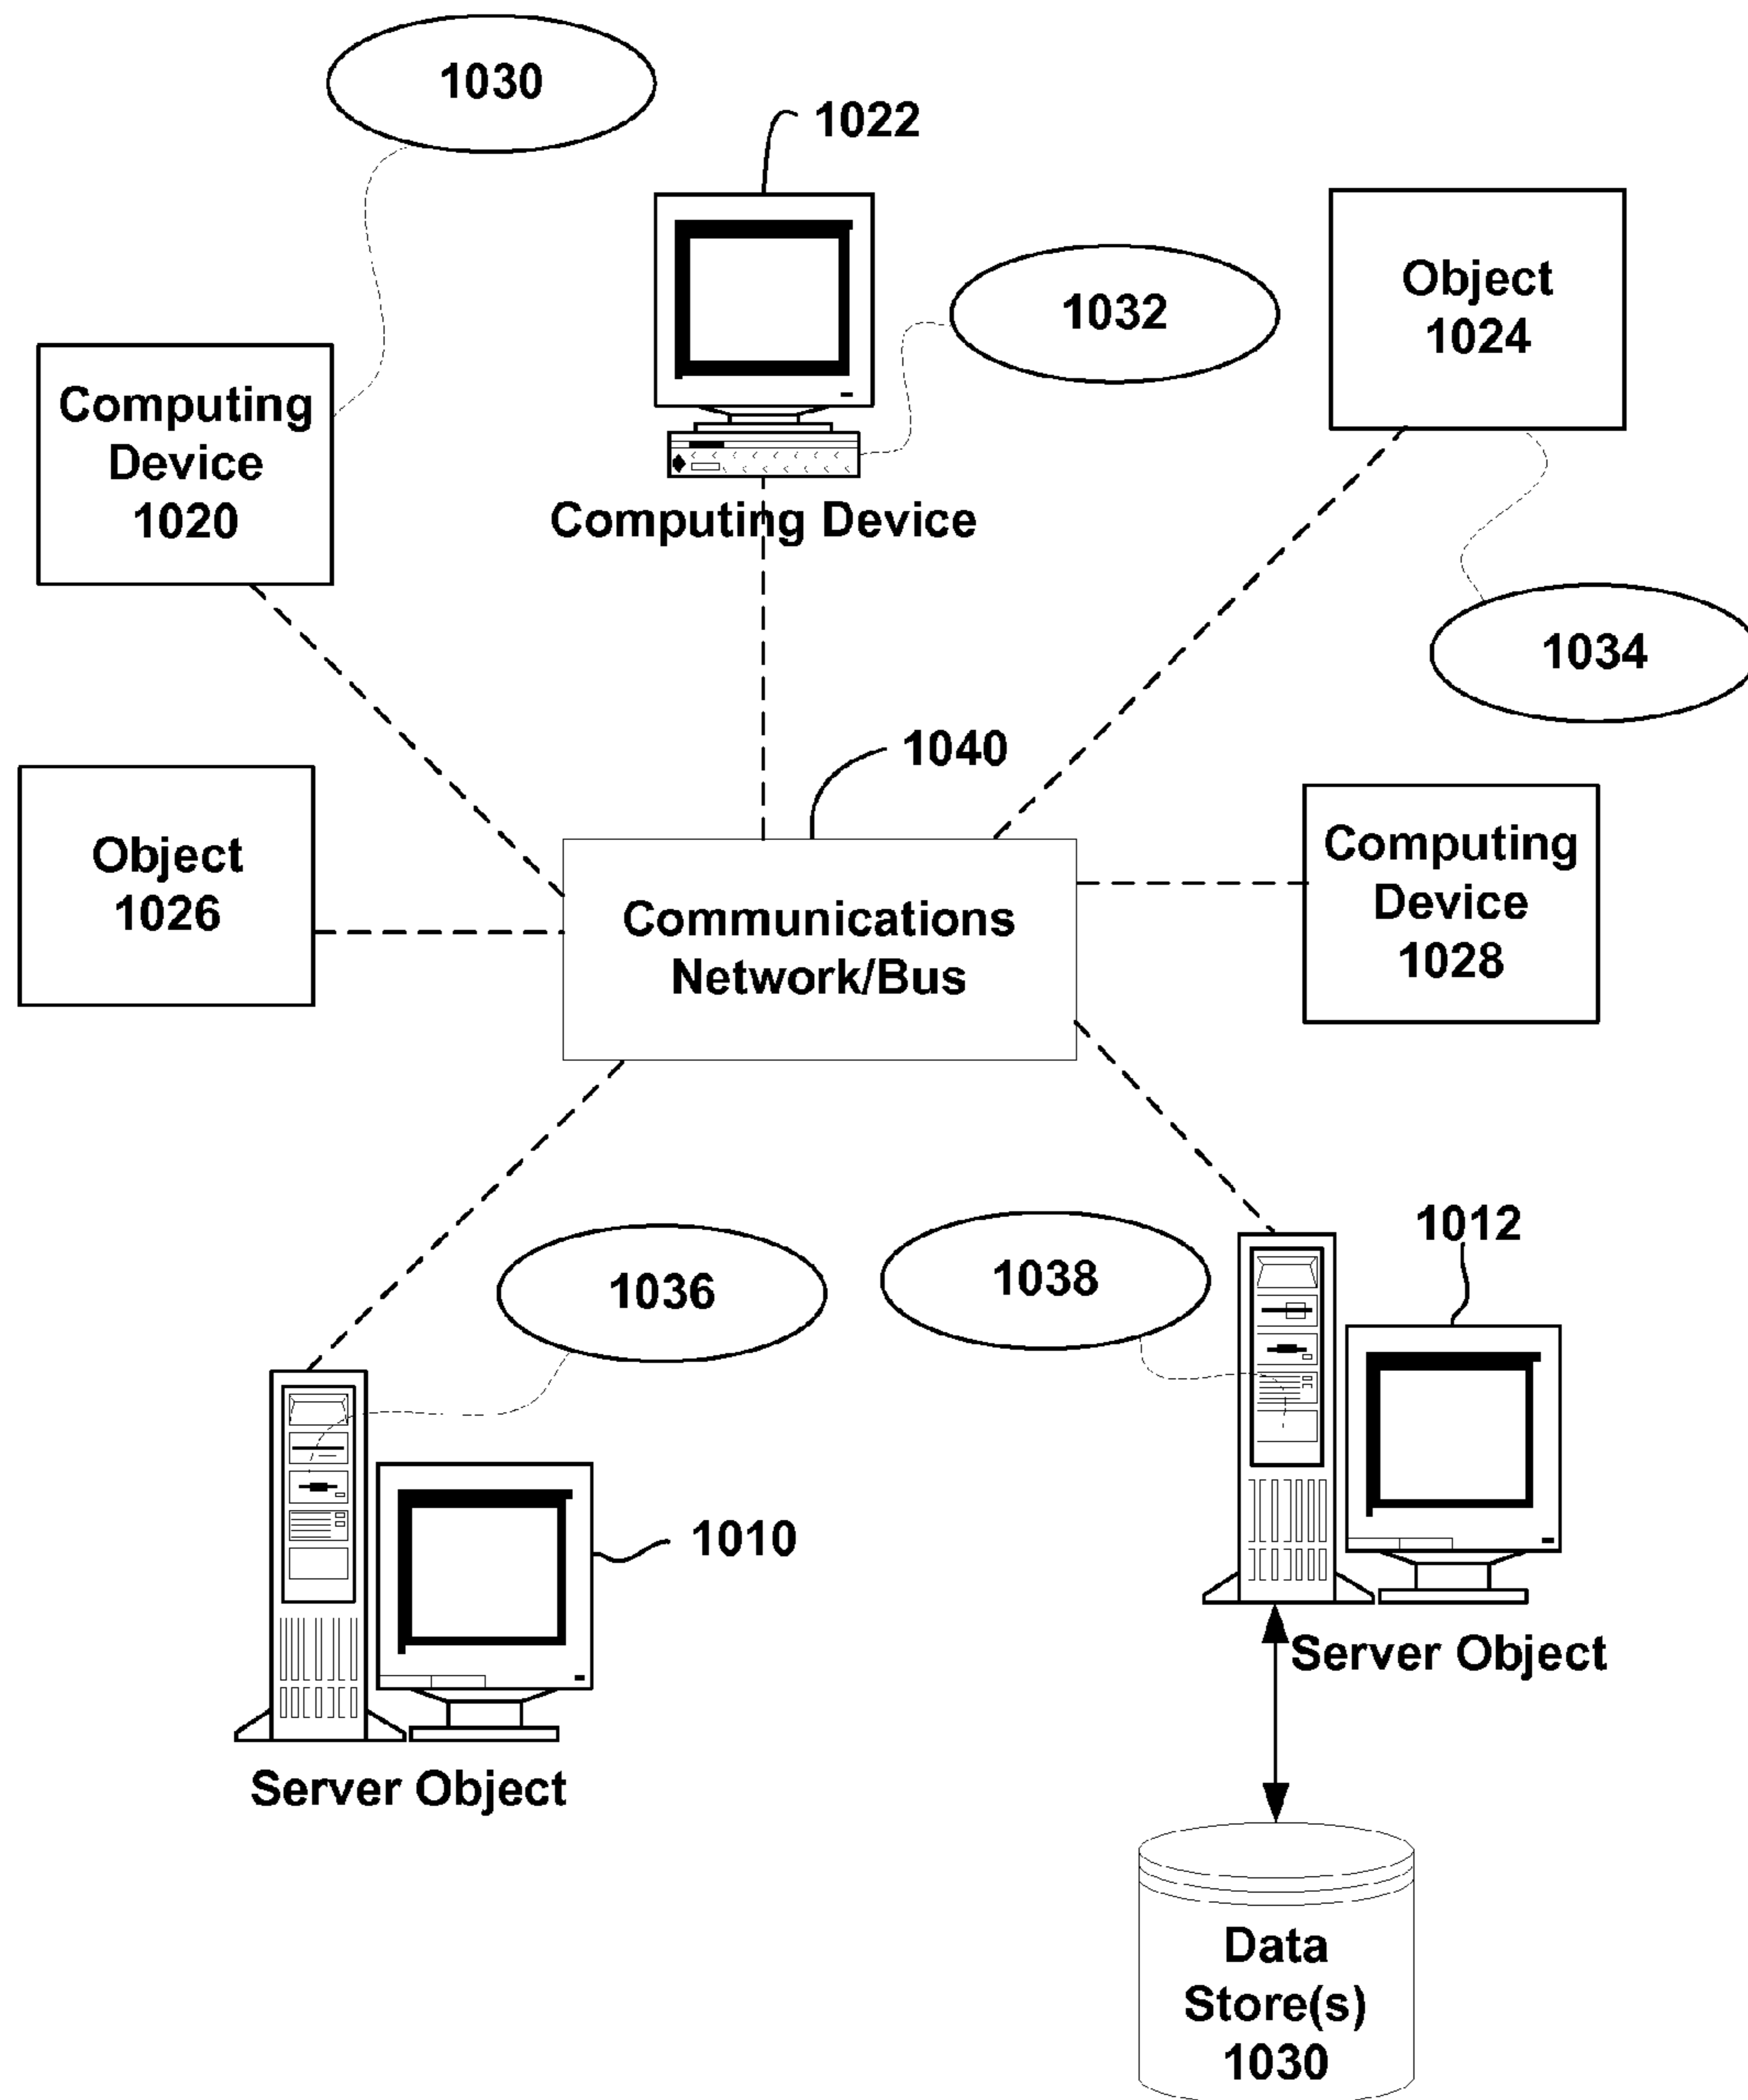 1030
1022
1032
Object
1024
Computing
Device
1020
Computing Device
1034
1040
Object
1026
Communications
Network/Bus
Computing
Device
1028
1036
1038
1012
1010
Server Object
Server Object
Data
Store(s)
1030